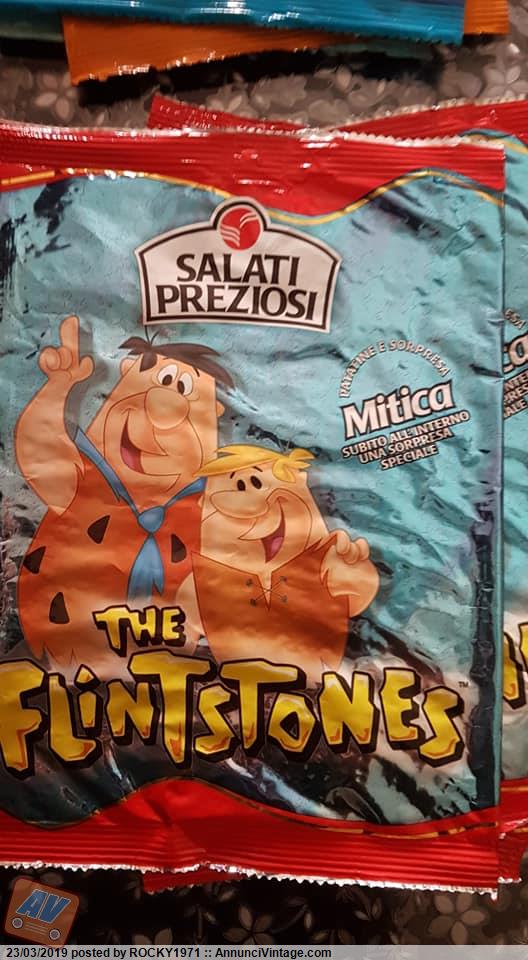 SALATI
PREZIOSI
PATATINE E SORPRESA
Mitica
SUBITO ALL'INTERNO
UNA SORPRESA
SPECIALE
THE
FLINTSTONES™
AV
23/03/2019 posted by ROCKY1971 :: AnnunciVintage.com